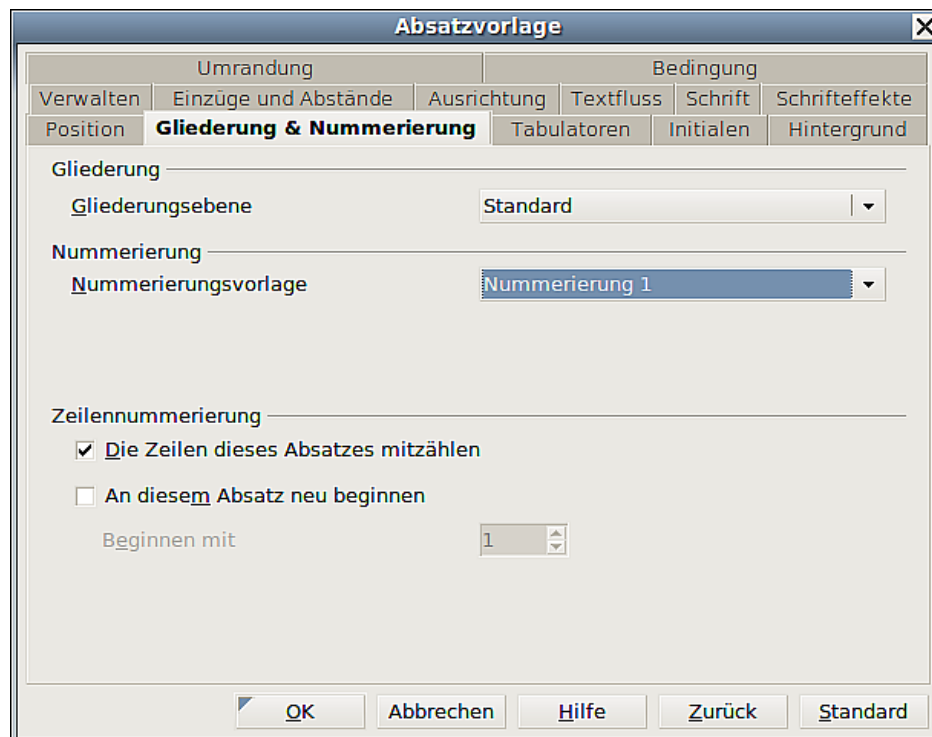 Absatzvorlage
Umrandung Bedingung
Verwalten Einzüge und Abstände Ausrichtung Textfluss Schrift Schrifteffekte
Position Gliederung & Nummerierung Tabulatoren Initialen Hintergrund
Gliederung
Gliederungsebene Standard
Nummerierung
Nummerierungsvorlage Nummerierung 1
Zeilennummerierung
Die Zeilen dieses Absatzes mitzählen
An diesem Absatz neu beginnen
Beginnen mit 1
OK Abbrechen Hilfe Zurück Standard